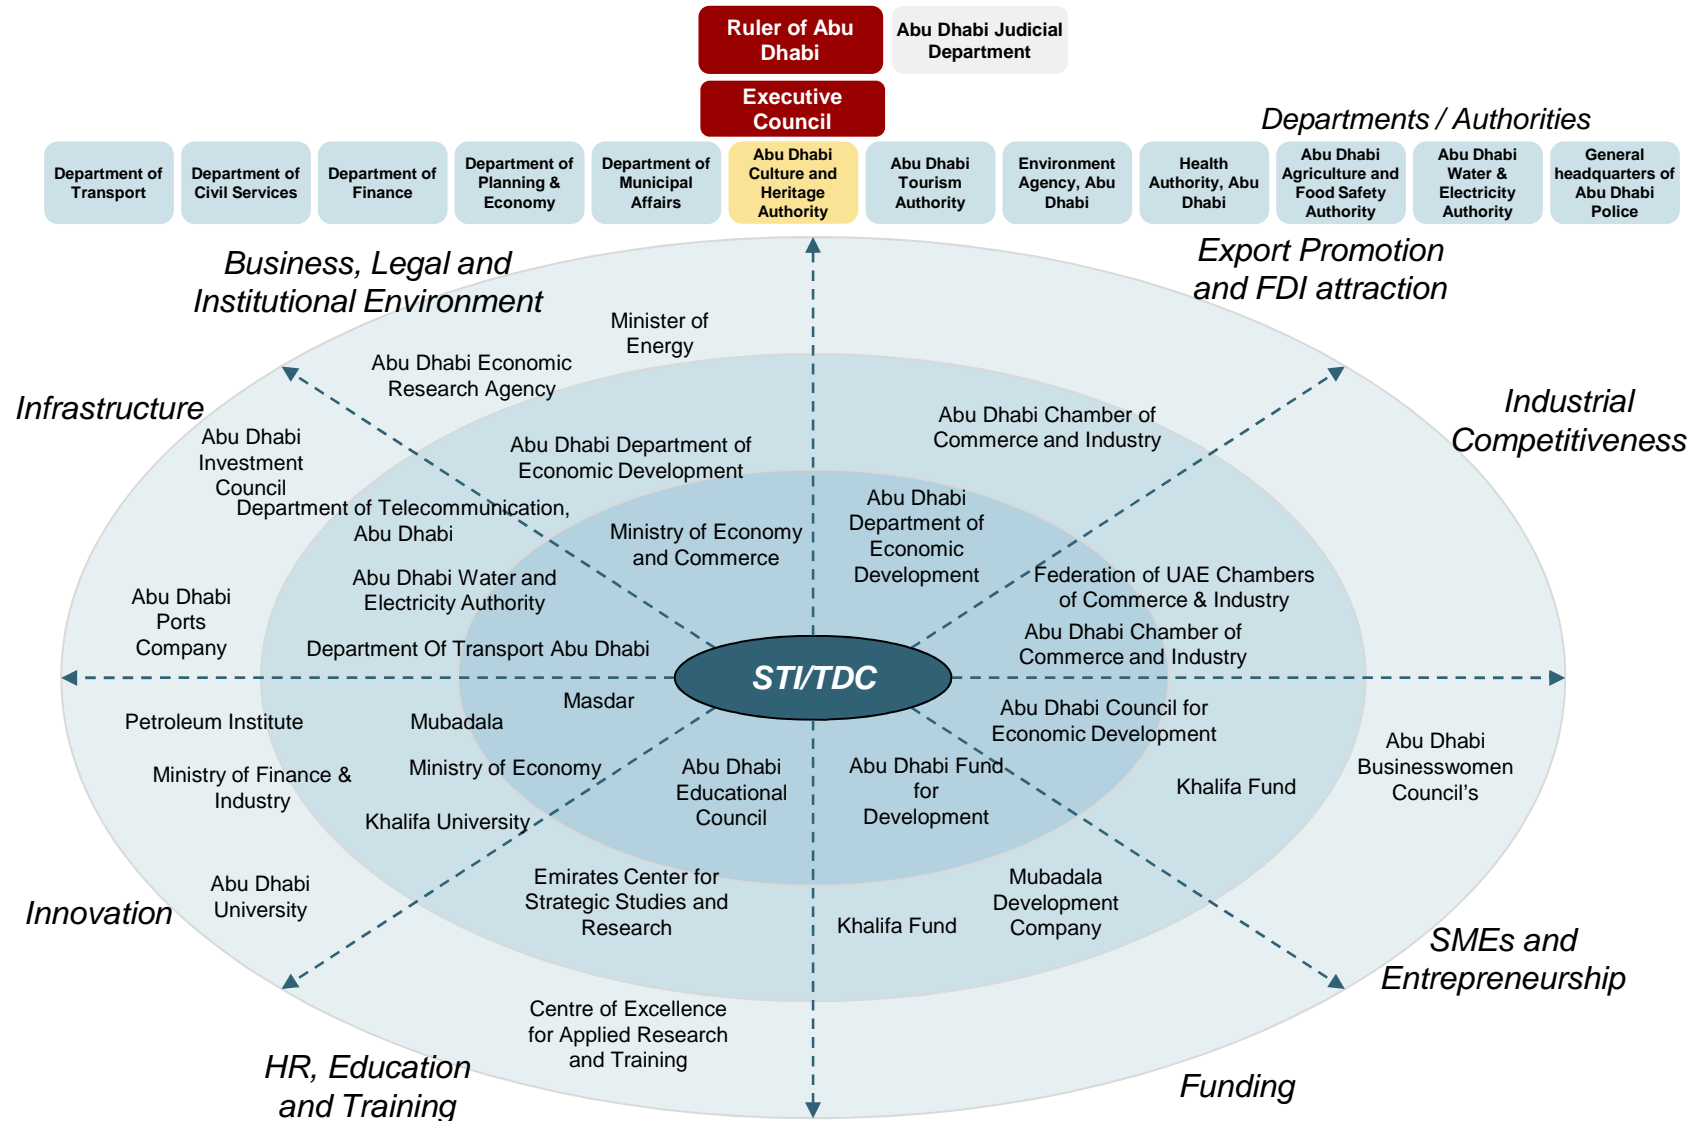 Ruler of Abu
Dhabi
Abu Dhabi Judicial
Department
Executive
Council
Departments / Authorities
Department of
Transport
Department of
Civil Services
Department of
Finance
Department of
Planning &
Economy
Department of
Municipal
Affairs
Abu Dhabi
Culture and
Heritage
Authority
Abu Dhabi
Tourism
Authority
Environment
Agency, Abu
Dhabi
Health
Authority, Abu
Dhabi
Abu Dhabi
Agriculture and
Food Safety
Authority
Abu Dhabi
Water &
Electricity
Authority
General
headquarters of
Abu Dhabi
Police
Business, Legal and
Institutional Environment
Export Promotion
and FDI attraction
Minister of
Energy
Abu Dhabi Economic
Research Agency
Infrastructure
Industrial
Competitiveness
Abu Dhabi
Investment
Council
Abu Dhabi Department of
Economic Development
Abu Dhabi Chamber of
Commerce and Industry
Department of Telecommunication,
Abu Dhabi
Ministry of Economy
and Commerce
Abu Dhabi
Department of
Economic
Development
Abu Dhabi Water and
Electricity Authority
Federation of UAE Chambers
of Commerce & Industry
Abu Dhabi
Ports
Company
Department Of Transport Abu Dhabi
Abu Dhabi Chamber of
Commerce and Industry
STI/TDC
Masdar
Petroleum Institute
Mubadala
Abu Dhabi Council for
Economic Development
Ministry of Finance &
Industry
Ministry of Economy
Abu Dhabi
Educational
Council
Abu Dhabi Fund
for
Development
Khalifa Fund
Abu Dhabi
Businesswomen
Council's
Khalifa University
Abu Dhabi
University
Emirates Center for
Strategic Studies and
Research
Khalifa Fund
Mubadala
Development
Company
Innovation
SMEs and
Entrepreneurship
Centre of Excellence
for Applied Research
and Training
HR, Education
and Training
Funding